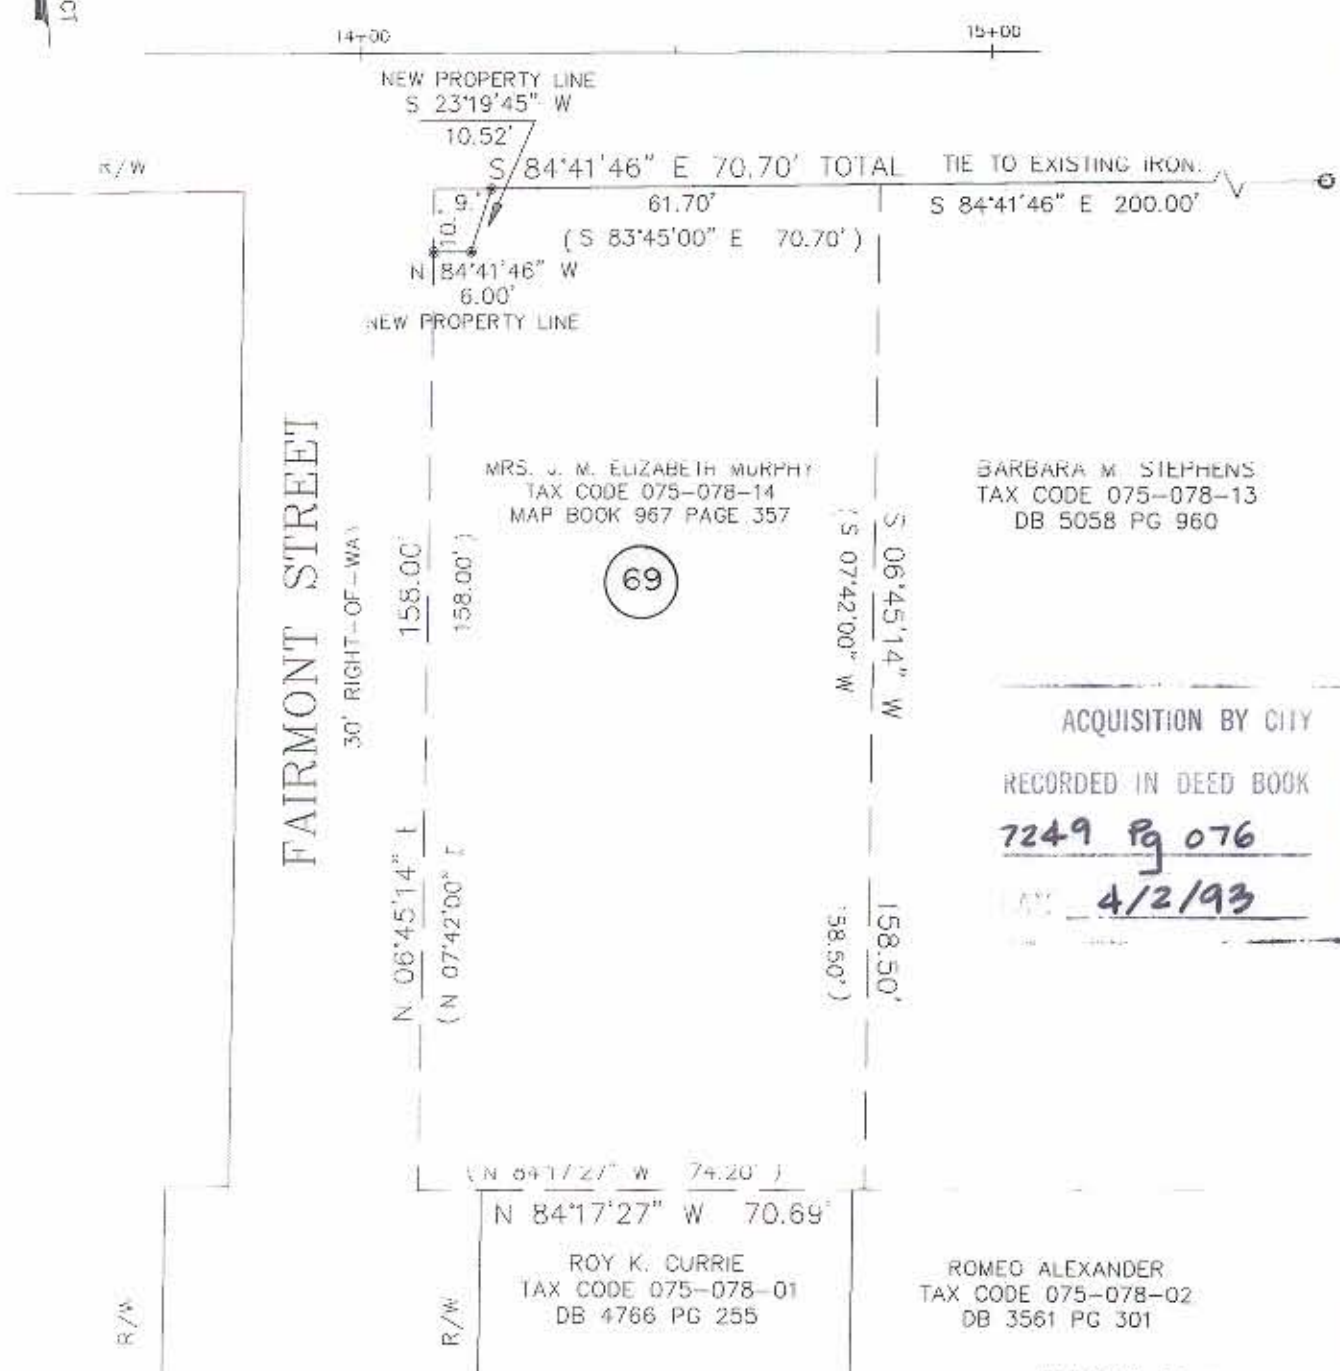 14+00
15+00
NEW PROPERTY LINE
S 23°19'45" W
10.52'
R/W
S 84°41'46" E 70.70' TOTAL
TIE TO EXISTING IRON.
9.'
61.70'
S 84°41'46" E 200.00'
10.'
(S 83°45'00" E 70.70')
N 84°41'46" W
6.00'
NEW PROPERTY LINE
FAIRMONT STREET
30' RIGHT-OF-WAY
MRS. J. M. ELIZABETH MURPHY
TAX CODE 075-078-14
MAP BOOK 967 PAGE 357
69
BARBARA M. STEPHENS
TAX CODE 075-078-13
DB 5058 PG 960
158.00'
(158.00')
N 06°45'14" E
(N 07°42'00" E
S 06°45'14" W
(S 07°42'00" W
158.50'
158.50')
ACQUISITION BY CITY
RECORDED IN DEED BOOK
7249 Pg 076
4/2/93
(N 84°17'27" W 74.20')
N 84°17'27" W 70.69'
ROY K. CURRIE
TAX CODE 075-078-01
DB 4766 PG 255
ROMEO ALEXANDER
TAX CODE 075-078-02
DB 3561 PG 301
R/W
R/W